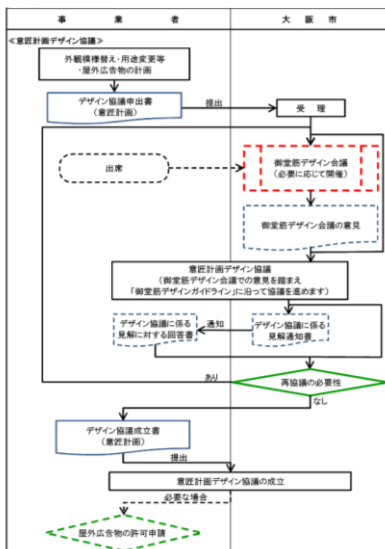 事業者
大阪市
≪意匠計画デザイン協議≫
外観模様替え・用途変更等
・屋外広告物の計画
デザイン協議申出書
(意匠計画)
提出
受理
出席
御堂筋デザイン会議
(必要に応じて開催)
御堂筋デザイン会議の意見
意匠計画デザイン協議
(御堂筋デザイン会議での意見を踏まえ
「御堂筋デザインガイドライン」に沿って協議を進めます)
デザイン協議に係る
見解に対する回答書
通知
デザイン協議に係る
見解通知書
あり
再協議の必要性
なし
デザイン協議成立書
(意匠計画)
提出
意匠計画デザイン協議の成立
必要な場合
屋外広告物の許可申請